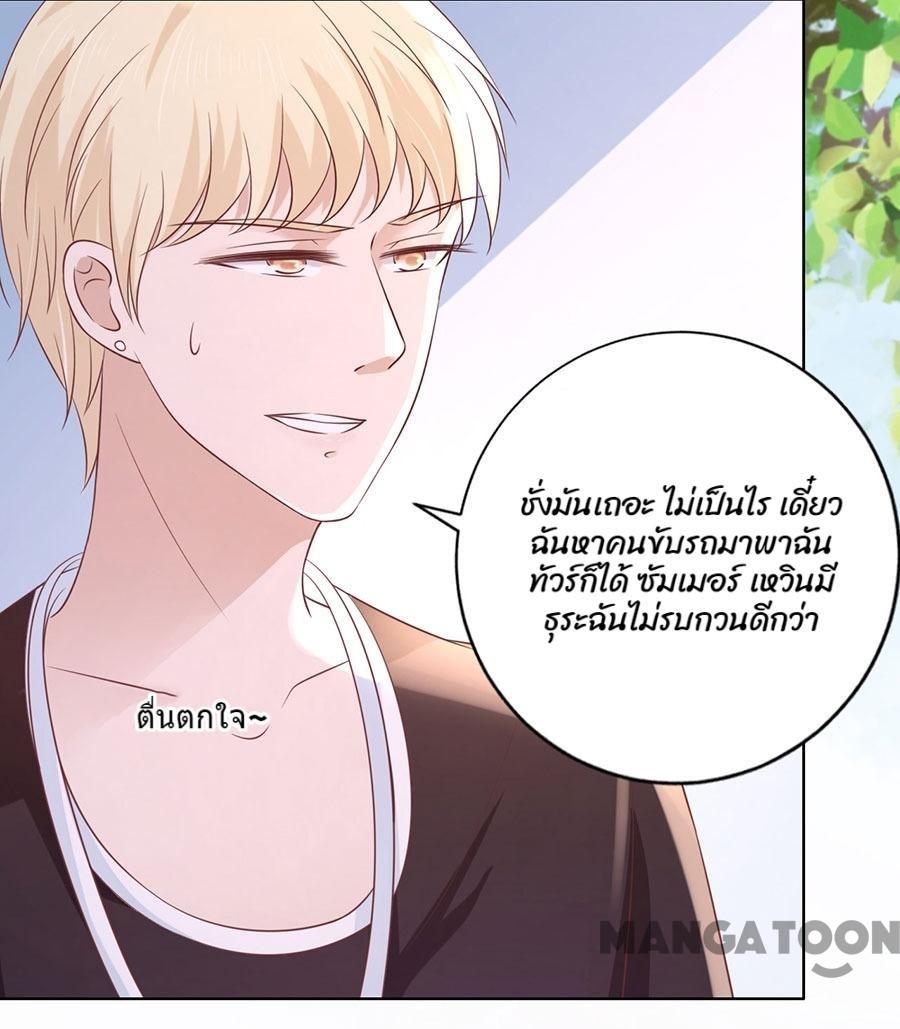 ชั่งมันเถอะ ไม่เป็นไร เดี๋ยว
ฉันหาคนขับรถมาพาฉัน
ทัวร์ก็ได้ ซัมเมอร์ เหวินมี
ธุระฉันไม่รบกวนดีกว่า
ตื่นตกใจ~
MANGATOON